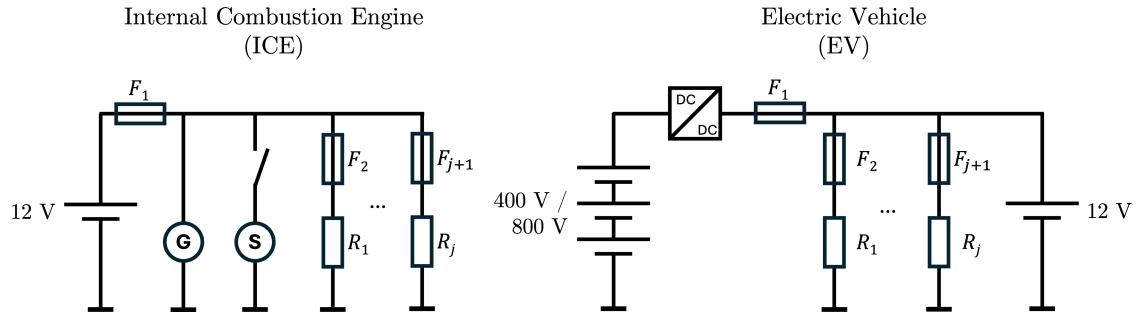 Internal Combustion Engine
(ICE)
F₁
12 V
G
S
F₂
R₁
...
Fⱼ₊₁
Rⱼ
Electric Vehicle
(EV)
400 V /
800 V
DC
DC
F₁
F₂
R₁
...
Fⱼ₊₁
Rⱼ
12 V